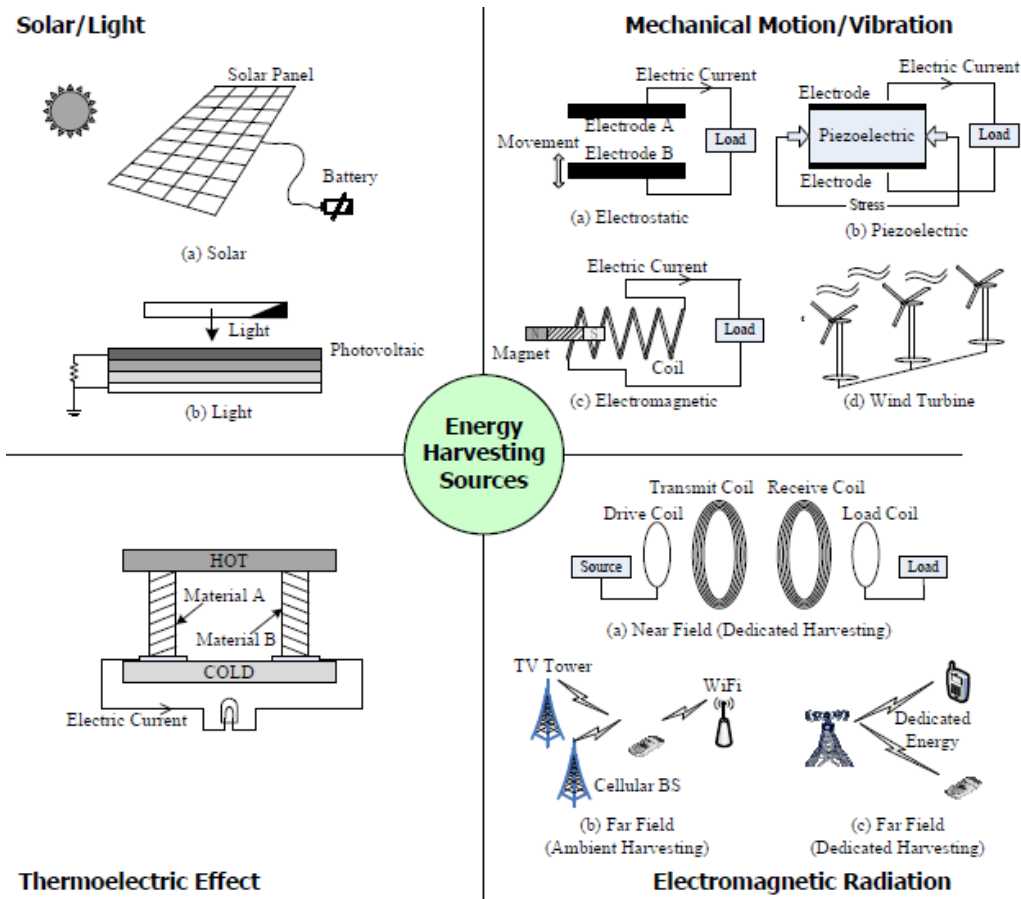 Solar/Light
Solar Panel
Battery
(a) Solar
Light
Photovoltaic
(b) Light
Mechanical Motion/Vibration
Electric Current
Electrode A
Load
Movement
Electrode B
(a) Electrostatic
Electric Current
Electrode
Piezoelectric
Load
Electrode
Stress
(b) Piezoelectric
Electric Current
N
S
Load
Magnet
Coil
(c) Electromagnetic
(d) Wind Turbine
Energy
Harvesting
Sources
HOT
Material A
Material B
COLD
Electric Current
Thermoelectric Effect
Transmit Coil
Receive Coil
Drive Coil
Load Coil
Source
Load
(a) Near Field (Dedicated Harvesting)
TV Tower
WiFi
Cellular BS
(b) Far Field
(Ambient Harvesting)
Dedicated
Energy
(c) Far Field
(Dedicated Harvesting)
Electromagnetic Radiation